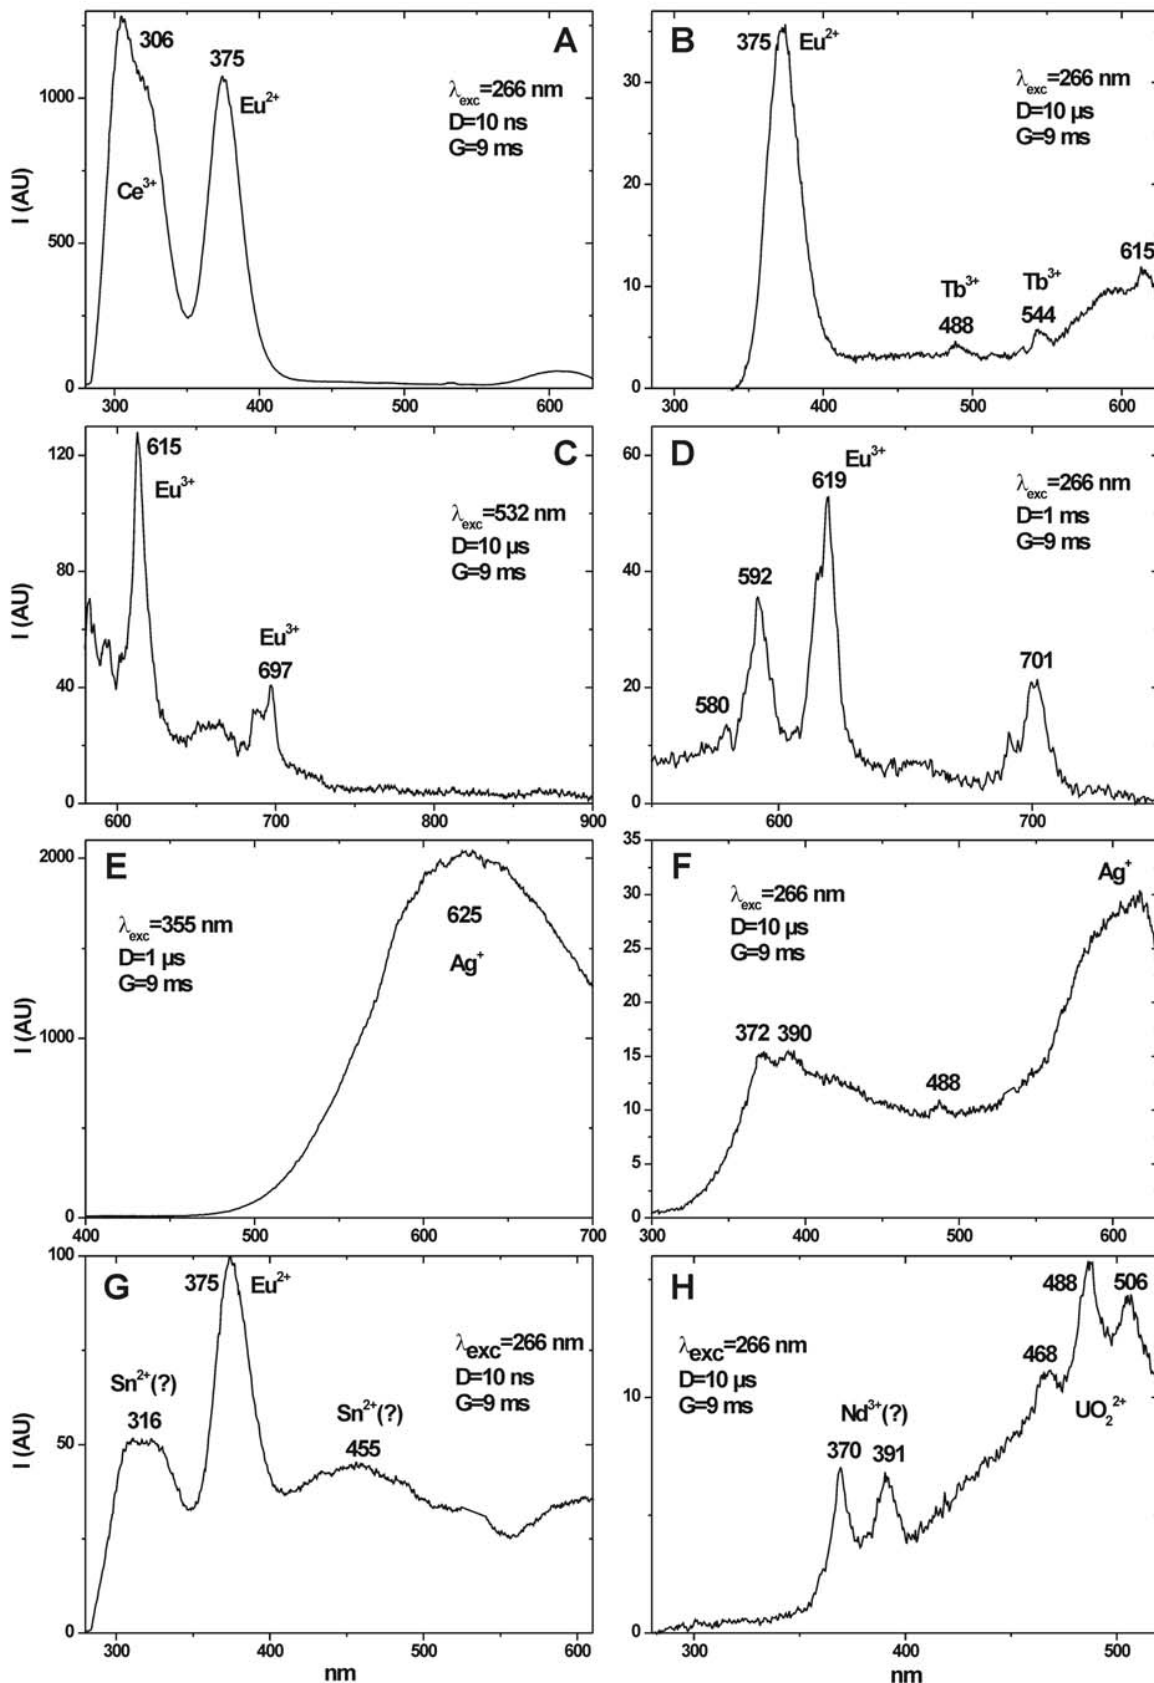 A
306
375
Eu²⁺
Ce³⁺
λexc=266 nm
D=10 ns
G=9 ms
I (AU)
1000
500
0
300
400
500
600
B
375
Eu²⁺
λexc=266 nm
D=10 µs
G=9 ms
Tb³⁺
488
Tb³⁺
544
615
30
20
10
0
400
500
600
C
615
Eu³⁺
λexc=532 nm
D=10 µs
G=9 ms
Eu³⁺
697
I (AU)
120
80
40
0
600
700
800
900
D
Eu³⁺
619
λexc=266 nm
D=1 ms
G=9 ms
592
580
701
60
40
20
0
600
700
E
λexc=355 nm
D=1 µs
G=9 ms
625
Ag⁺
I (AU)
2000
1000
0
400
500
600
700
F
λexc=266 nm
D=10 µs
G=9 ms
Ag⁺
372
390
488
35
30
25
20
15
10
5
0
300
400
500
600
G
375
Eu²⁺
λexc=266 nm
D=10 ns
G=9 ms
Sn²⁺(?)
316
Sn²⁺(?)
455
I (AU)
100
50
0
300
400
500
600
nm
H
488
506
λexc=266 nm
D=10 µs
G=9 ms
468
UO₂²⁺
Nd³⁺(?)
370
391
10
0
300
400
500
nm